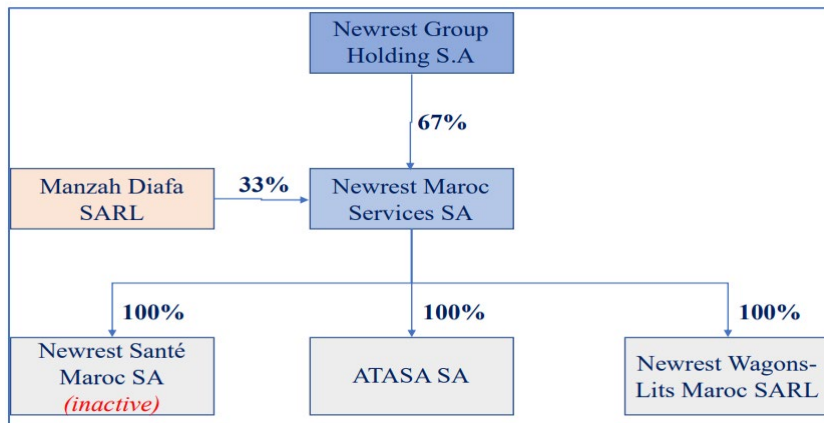 Newrest Group
Holding S.A
67%
Manzah Diafa
SARL
33%
Newrest Maroc
Services SA
100%
100%
100%
Newrest Santé
Maroc SA
(inactive)
ATASA SA
Newrest Wagons-
Lits Maroc SARL